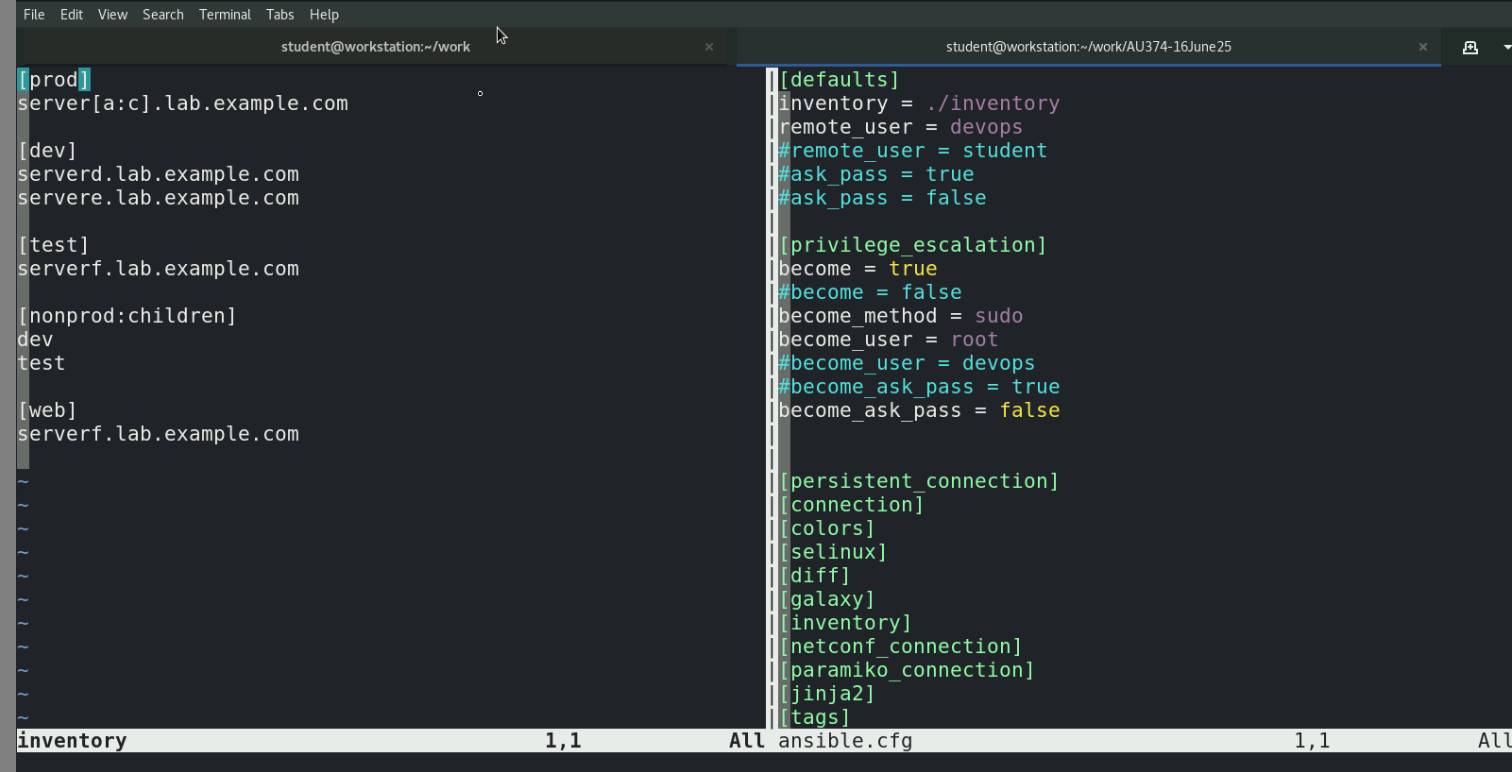 File Edit View Search Terminal Tabs Help
student@workstation:~/work × student@workstation:~/work/AU374-16June25 ×
[prod]
server[a:c].lab.example.com

[dev]
serverd.lab.example.com
servere.lab.example.com

[test]
serverf.lab.example.com

[nonprod:children]
dev
test

[web]
serverf.lab.example.com

~
~
~
~
~
~
~
~
~
~
~
inventory 1,1 All
[defaults]
inventory = ./inventory
remote_user = devops
#remote_user = student
#ask_pass = true
#ask_pass = false

[privilege_escalation]
become = true
#become = false
become_method = sudo
become_user = root
#become_user = devops
#become_ask_pass = true
become_ask_pass = false


[persistent_connection]
[connection]
[colors]
[selinux]
[diff]
[galaxy]
[inventory]
[netconf_connection]
[paramiko_connection]
[jinja2]
[tags]
ansible.cfg 1,1 All